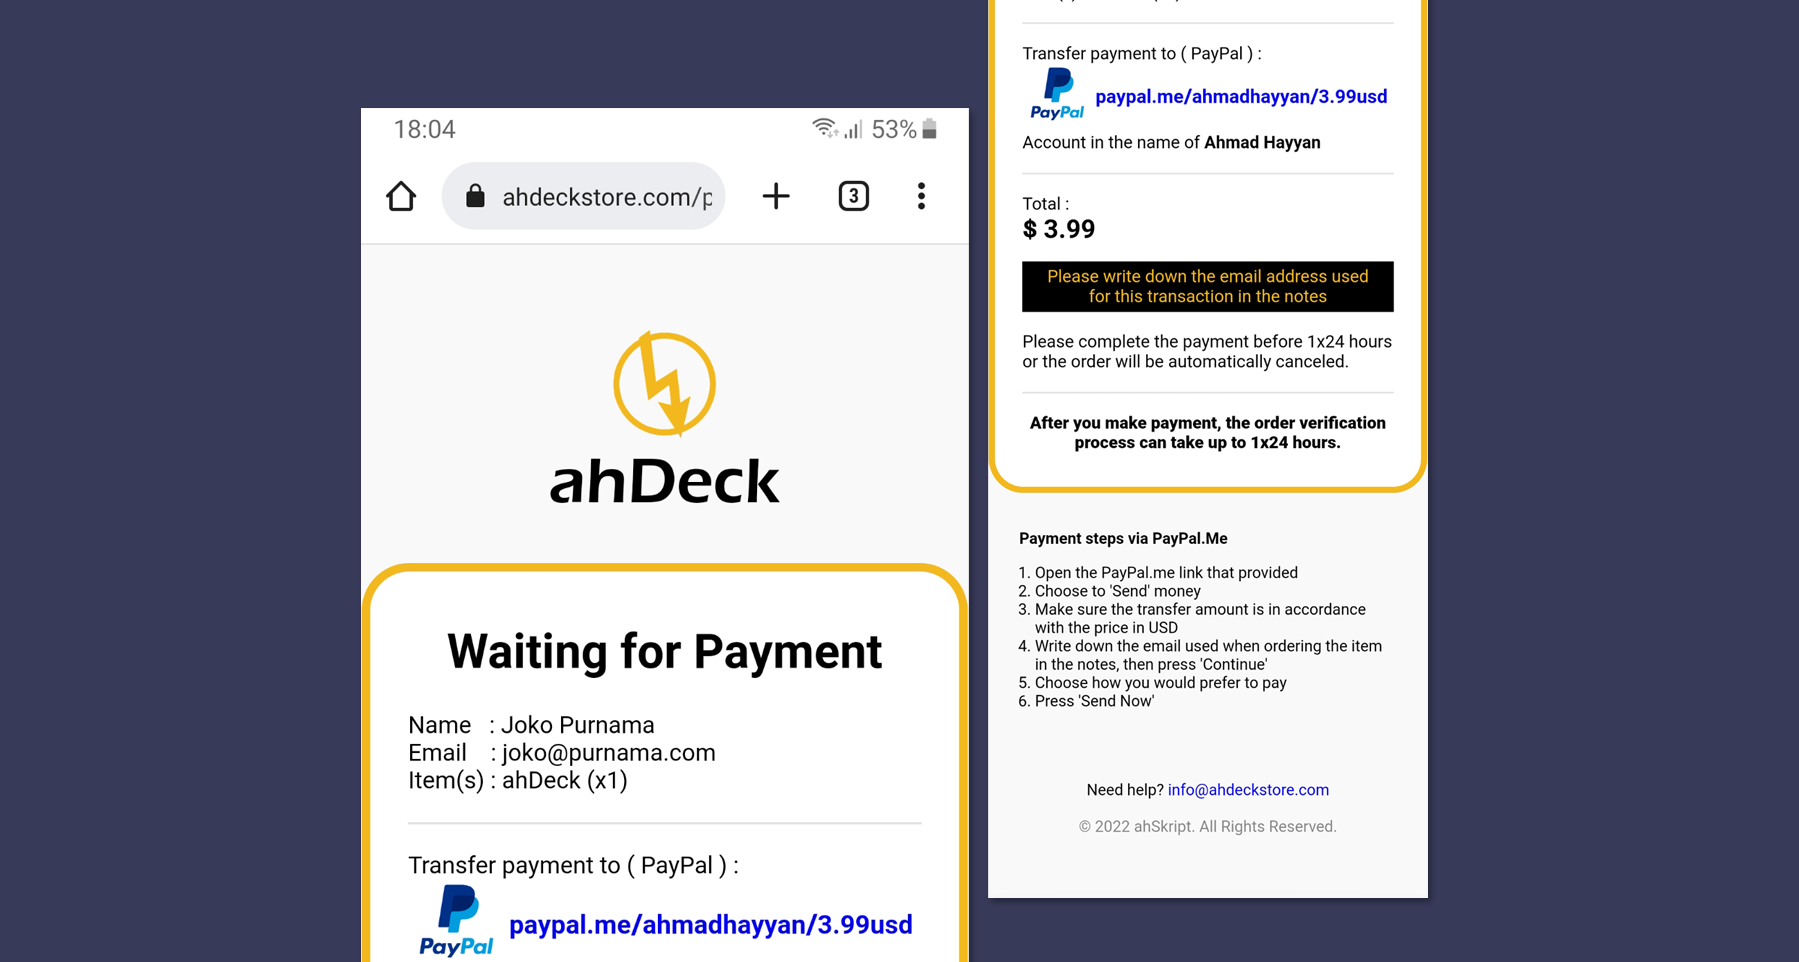 18:04
53%
ahdeckstore.com/p
3
ahDeck
Waiting for Payment
Name : Joko Purnama
Email : joko@purnama.com
Item(s) : ahDeck (x1)
Transfer payment to ( PayPal ) :
PayPal
paypal.me/ahmadhayyan/3.99usd
Transfer payment to ( PayPal ) :
PayPal
paypal.me/ahmadhayyan/3.99usd
Account in the name of Ahmad Hayyan
Total :
$ 3.99
Please write down the email address used
for this transaction in the notes
Please complete the payment before 1x24 hours
or the order will be automatically canceled.
After you make payment, the order verification
process can take up to 1x24 hours.
Payment steps via PayPal.Me
1. Open the PayPal.me link that provided
2. Choose to 'Send' money
3. Make sure the transfer amount is in accordance
with the price in USD
4. Write down the email used when ordering the item
in the notes, then press 'Continue'
5. Choose how you would prefer to pay
6. Press 'Send Now'
Need help? info@ahdeckstore.com
© 2022 ahSkript. All Rights Reserved.